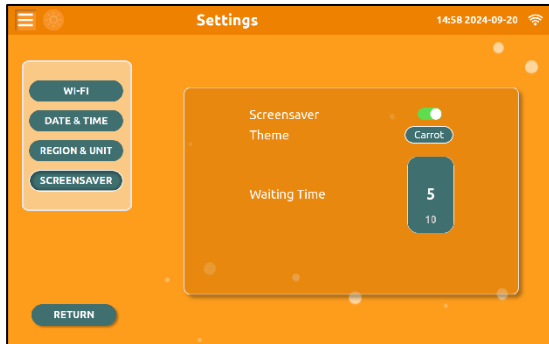 Settings
14:58 2024-09-20
WI-FI
DATE & TIME
REGION & UNIT
SCREENSAVER
Screensaver
Theme Carrot
Waiting Time 5
10
RETURN